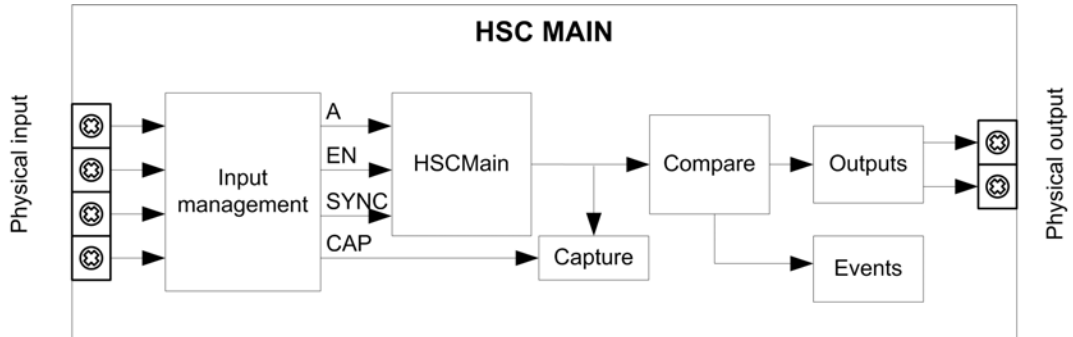 HSC MAIN
Physical input
Input
management
A
EN
SYNC
CAP
HSCMain
Capture
Compare
Outputs
Events
Physical output